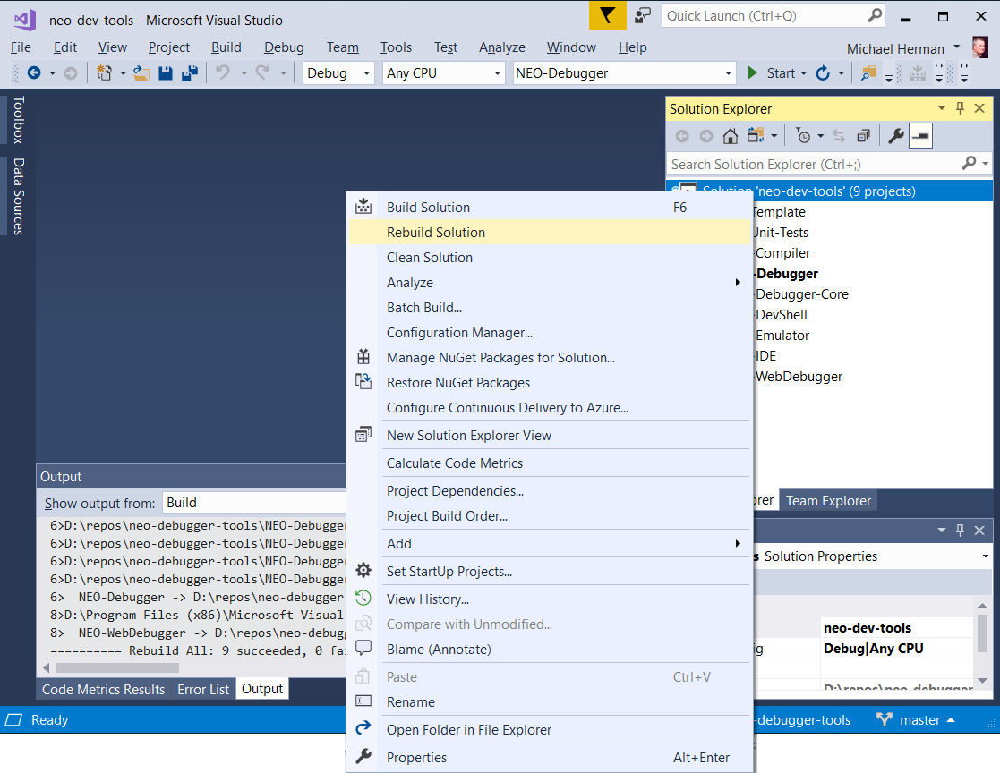 neo-dev-tools - Microsoft Visual Studio
Quick Launch (Ctrl+Q)
File Edit View Project Build Debug Team Tools Test Analyze Window Help
Michael Herman
Debug Any CPU NEO-Debugger Start
Toolbox
Data Sources
Solution Explorer
Search Solution Explorer (Ctrl+;)
Solution 'neo-dev-tools' (9 projects)
Template
Unit-Tests
-Compiler
-Debugger
-Debugger-Core
-DevShell
-Emulator
-IDE
-WebDebugger
Build Solution F6
Rebuild Solution
Clean Solution
Analyze
Batch Build...
Configuration Manager...
Manage NuGet Packages for Solution...
Restore NuGet Packages
Configure Continuous Delivery to Azure...
New Solution Explorer View
Calculate Code Metrics
Project Dependencies...
Project Build Order...
Add
Set StartUp Projects...
View History...
Compare with Unmodified...
Blame (Annotate)
Paste Ctrl+V
Rename
Open Folder in File Explorer
Properties Alt+Enter
Output
Show output from: Build
6>D:\repos\neo-debugger-tools\NEO-Debugger
6>D:\repos\neo-debugger-tools\NEO-Debugger
6>D:\repos\neo-debugger-tools\NEO-Debugger
6>D:\repos\neo-debugger-tools\NEO-Debugger
6>  NEO-Debugger -> D:\repos\neo-debugger
8>D:\Program Files (x86)\Microsoft Visual
8>  NEO-WebDebugger -> D:\repos\neo-debugg
========== Rebuild All: 9 succeeded, 0 fai
Code Metrics Results Error List Output
orer Team Explorer
s Solution Properties
neo-dev-tools
ig Debug|Any CPU
D:\repos\neo-debugger
Ready
-debugger-tools master